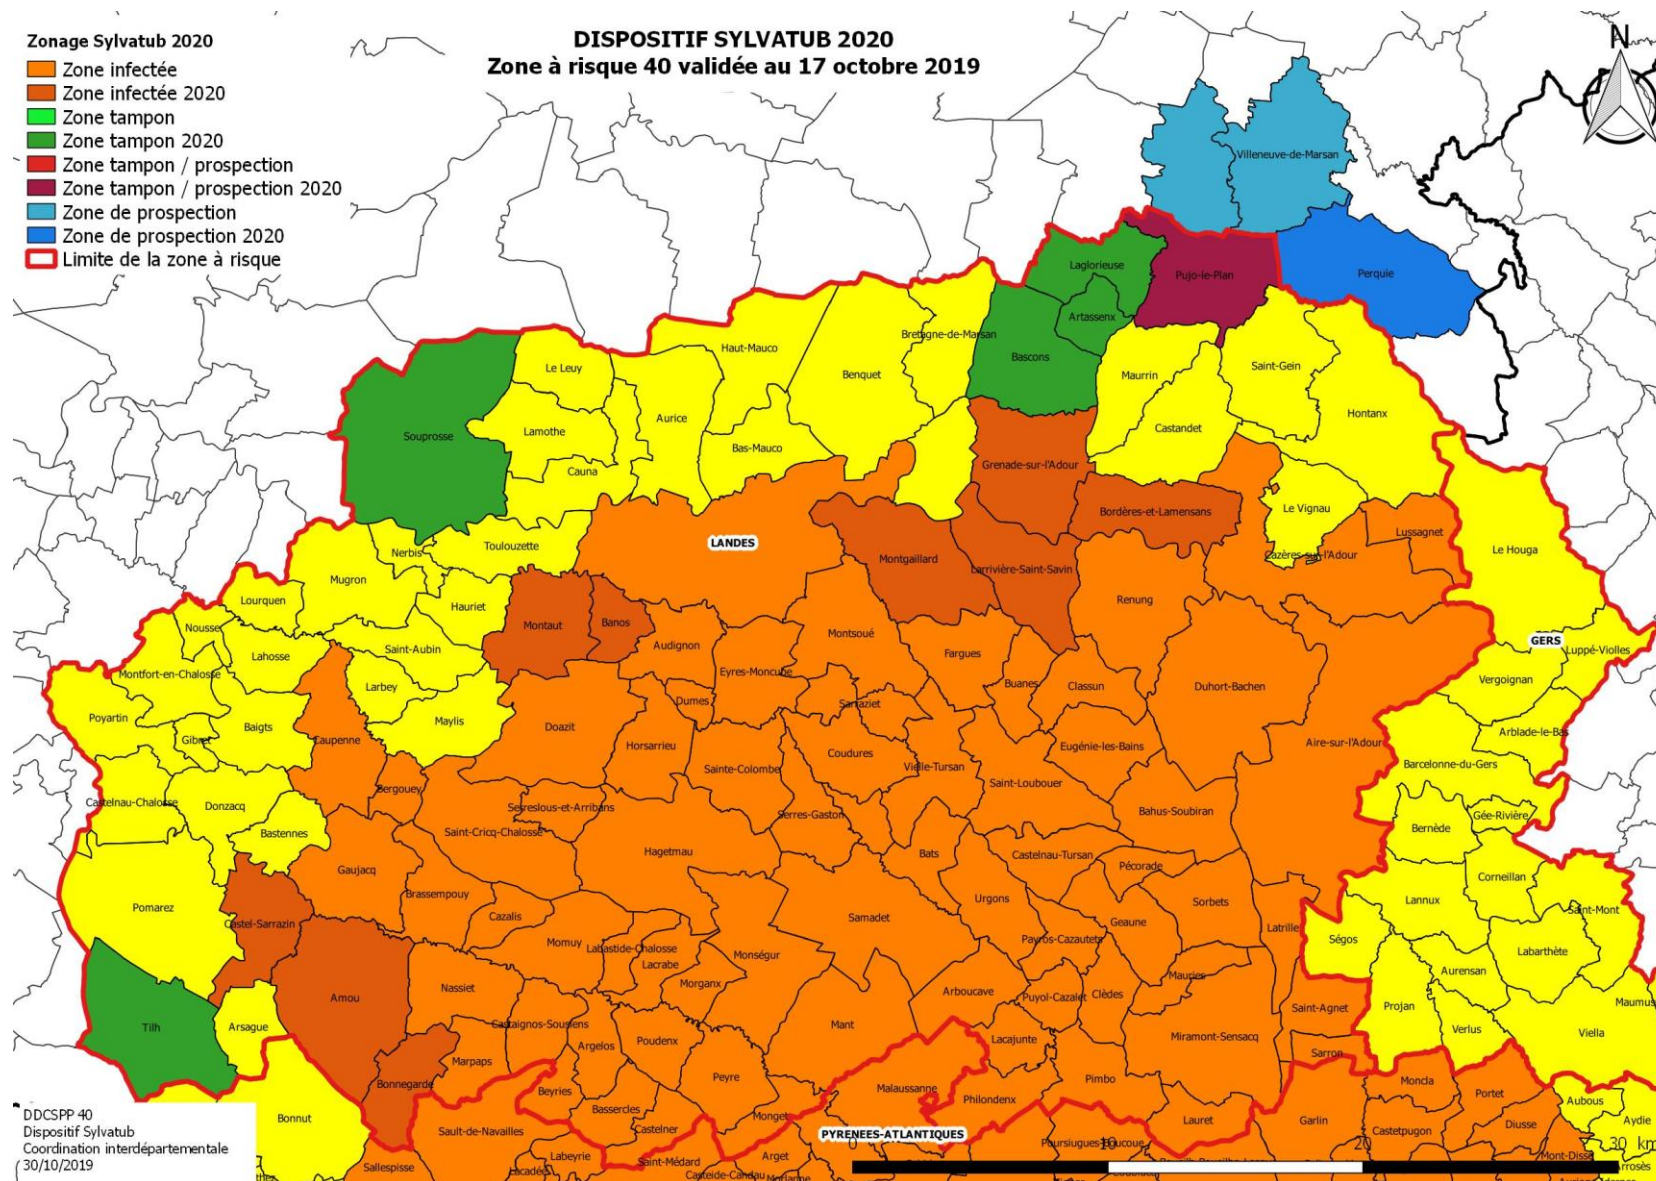 Zonage Sylvatub 2020
Zone infectée
Zone infectée 2020
Zone tampon
Zone tampon 2020
Zone tampon / prospection
Zone tampon / prospection 2020
Zone de prospection
Zone de prospection 2020
Limite de la zone à risque
DISPOSITIF SYLVATUB 2020
Zone à risque 40 validée au 17 octobre 2019
N
Villeneuve-de-Marsan
Laglorieuse
Pujo-le-Plan
Perquie
Artassenx
Bretagne-de-Marsan
Haut-Mauco
Bascons
Le Leuy
Benquet
Maurrin
Saint-Gein
Aurice
Hontanx
Souprosse
Lamothe
Castandet
Bas-Mauco
Cauna
Grenade-sur-l'Adour
Le Vignau
Bordères-et-Lamensans
Lussagnet
LANDES
Toulouzette
Nerbis
Le Houga
Cazères-sur-l'Adour
Montgaillard
Larrivière-Saint-Savin
Mugron
Lourquen
Hauriet
Renung
Nousse
Montaut
Banos
Saint-Aubin
Audignon
Montsoué
GERS
Luppé-Violles
Lahosse
Fargues
Montfort-en-Chalosse
Eyres-Moncube
Vergoignan
Larbey
Buanes
Classun
Duhort-Bachen
Dumes
Sarraziet
Poyartin
Maylis
Baigts
Doazit
Arblade-le-Bas
Gibret
Caupenne
Horsarrieu
Coudures
Eugénie-les-Bains
Aire-sur-l'Adour
Barcelonne-du-Gers
Vielle-Tursan
Sainte-Colombe
Saint-Loubouer
Bergouey
Castelnau-Chalosse
Donzacq
Sesreslous-et-Arribans
Serres-Gaston
Bahus-Soubiran
Gée-Rivière
Bernède
Bastennes
Saint-Cricq-Chalosse
Hagetmau
Bats
Castelnau-Tursan
Pécorade
Gaujacq
Corneillan
Brassempouy
Urgons
Sorbets
Lannux
Pomarez
Saint-Mont
Cazalis
Samadet
Geaune
Castel-Sarrazin
Latrille
Momuy
Labastide-Chalosse
Payros-Cazautets
Ségos
Monségur
Labarthète
Lacrabe
Aurensan
Mauries
Morganx
Nassiet
Arboucave
Puyol-Cazalet
Clèdes
Amou
Saint-Agnet
Projan
Maumus
Tilh
Arsague
Castaignos-Souslens
Mant
Verlus
Viella
Miramont-Sensacq
Argelos
Poudenx
Lacajunte
Sarron
Marpaps
Bonnegarde
Peyre
Pimbo
Moncla
Malaussanne
Beyries
Portet
Philondenx
Aubous
Bassercles
Monget
Lauret
Garlin
Bonnut
Aydie
Diusse
Sault-de-Navailles
Castelner
PYRENEES-ATLANTIQUES
Castetpugon
Poursiugues-Boucoue
Labeyrie
Saint-Médard
Arget
Mont-Disse
Sallespisse
Lacadée
Casteide-Candau
Arrosès
0 10 20 30 km
DDCSPP 40
Dispositif Sylvatub
Coordination interdépartementale
30/10/2019